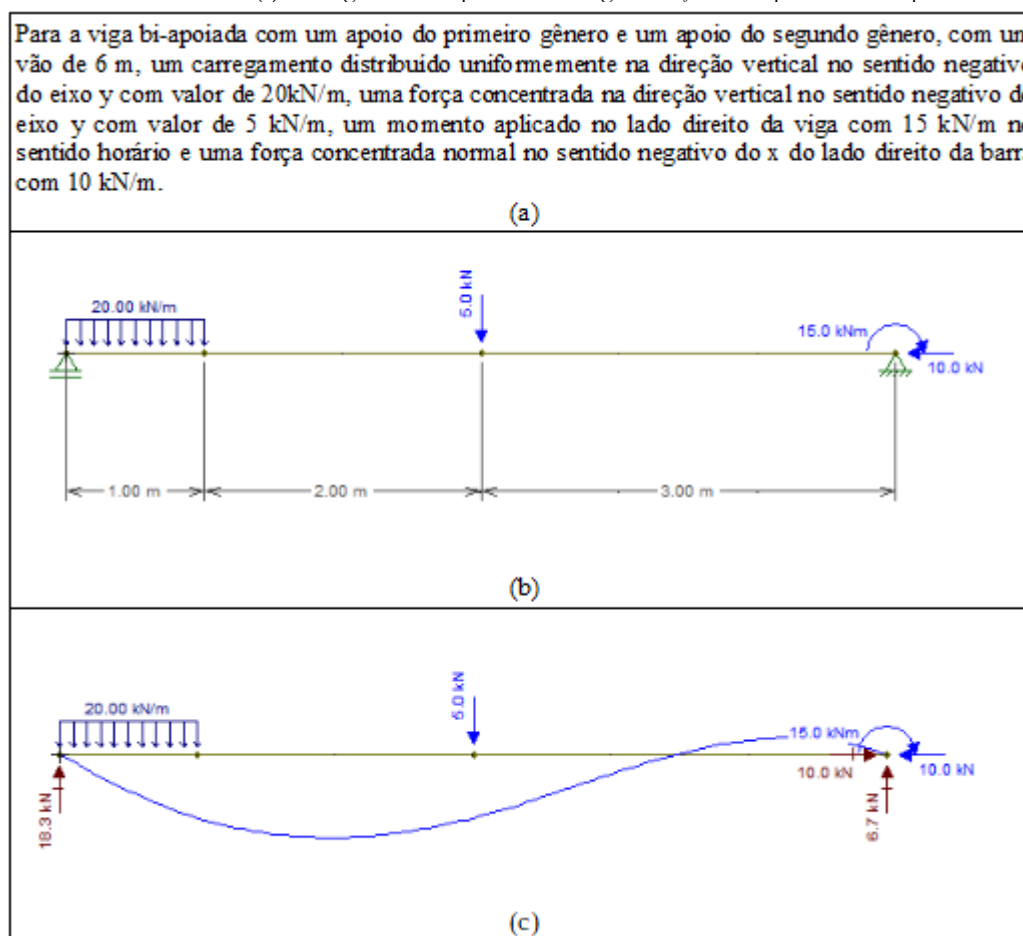 Para a viga bi-apoiada com um apoio do primeiro gênero e um apoio do segundo gênero, com um
vão de 6 m, um carregamento distribuido uniformemente na direção vertical no sentido negativo
do eixo y com valor de 20kN/m, uma força concentrada na direção vertical no sentido negativo do
eixo y com valor de 5 kN/m, um momento aplicado no lado direito da viga com 15 kN/m no
sentido horário e uma força concentrada normal no sentido negativo do x do lado direito da barra
com 10 kN/m.
(a)
20.00 kN/m
5.0 kN
15.0 kNm
10.0 kN
1.00 m
2.00 m
3.00 m
(b)
20.00 kN/m
5.0 kN
15.0 kNm
10.0 kN
10.0 kN
18.3 kN
6.7 kN
(c)